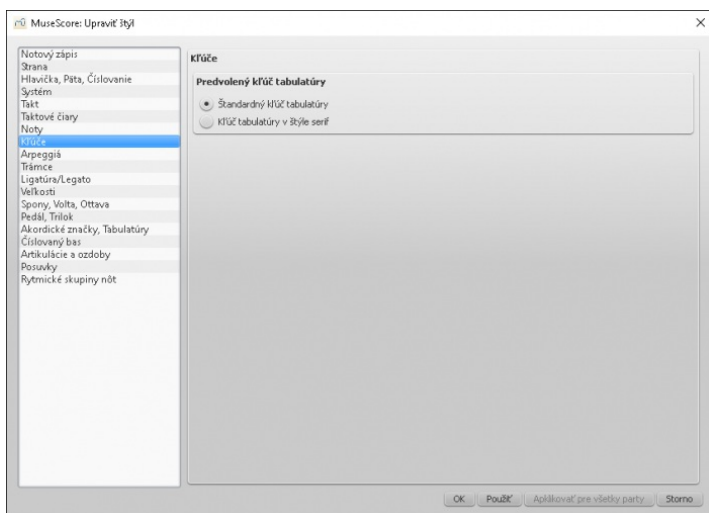 MuseScore: Upraviť štýl
Notový zápis
Strana
Hlavička, Päta, Číslovanie
Systém
Takt
Taktové čiary
Noty
Kľúče
Arpeggiá
Trámce
Ligatúra/Legato
Veľkosti
Spony, Volta, Ottava
Pedál, Trilok
Akordické značky, Tabulatúry
Číslovaný bas
Artikulácie a ozdoby
Posuvky
Rytmické skupiny nôt
Kľúče
Predvolený kľúč tabulatúry
Štandardný kľúč tabulatúry
Kľúč tabulatúry v štýle serif
OK Použiť Aplikovať pre všetky party Storno